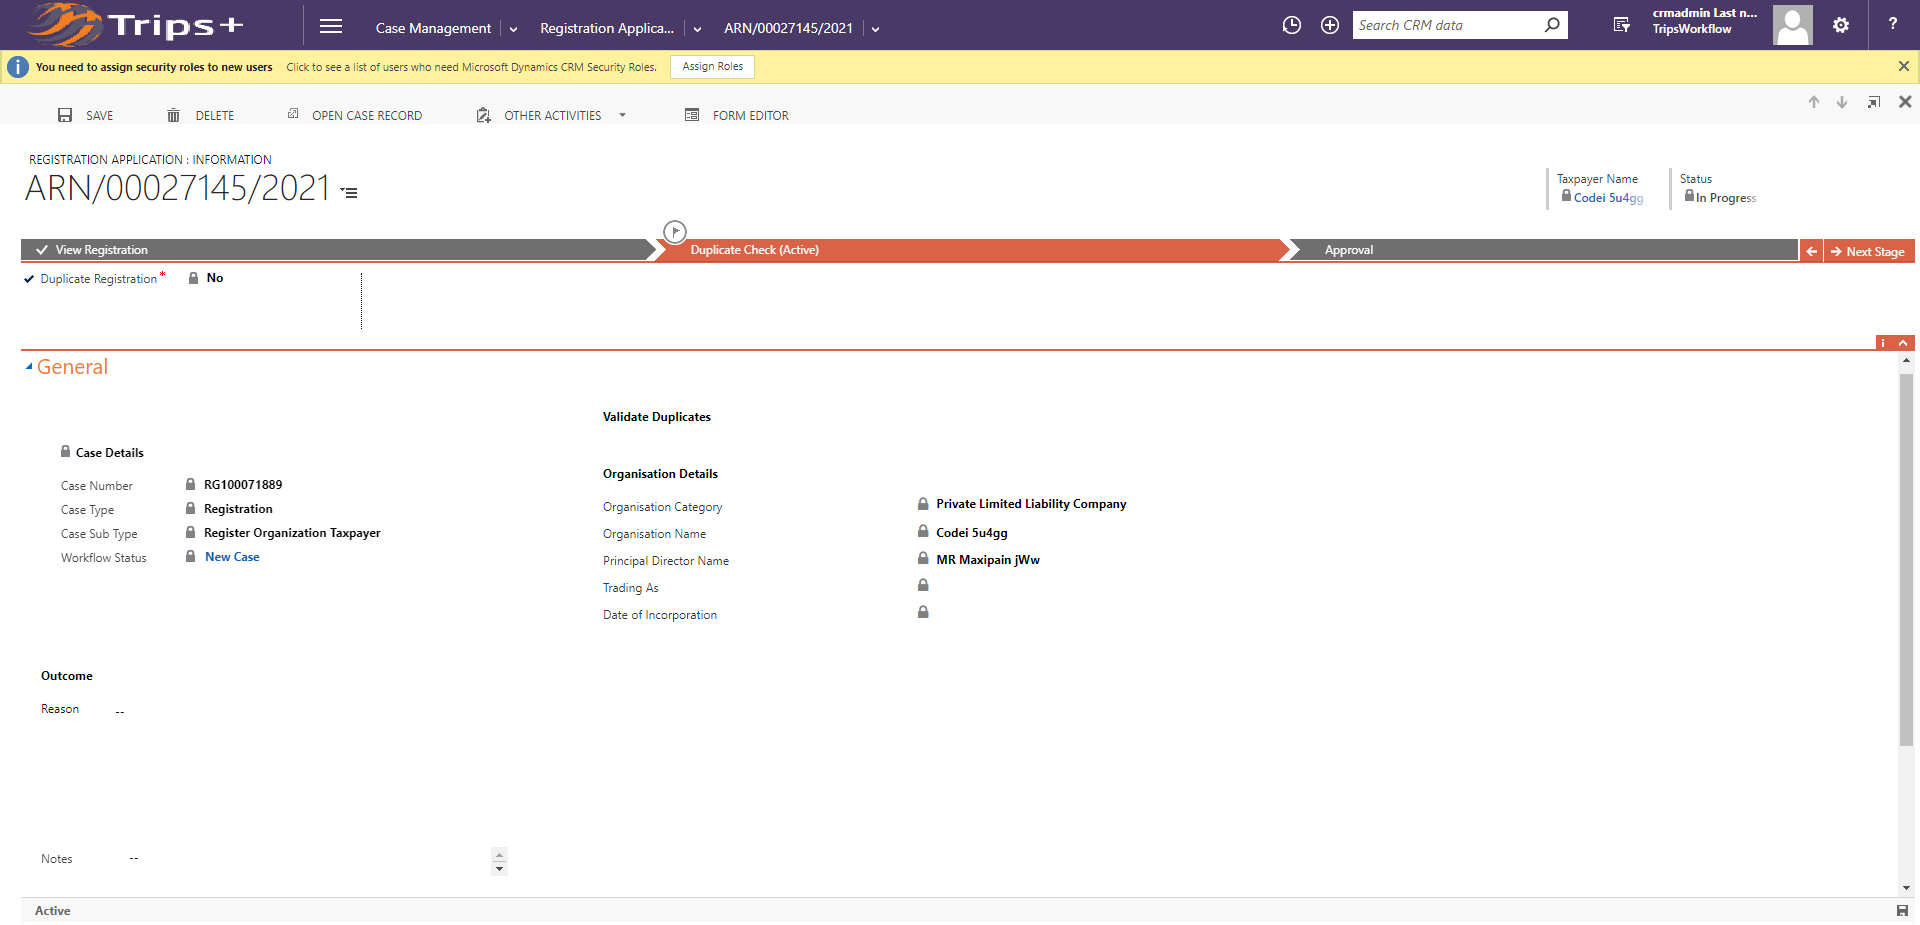 Trips+
Case Management
Registration Applica...
ARN/00027145/2021
Search CRM data
crmadmin Last n...
TripsWorkflow
?
You need to assign security roles to new users
Click to see a list of users who need Microsoft Dynamics CRM Security Roles.
Assign Roles
SAVE
DELETE
OPEN CASE RECORD
OTHER ACTIVITIES
FORM EDITOR
REGISTRATION APPLICATION : INFORMATION
ARN/00027145/2021
Taxpayer Name
Codei 5u4gg
Status
In Progress
View Registration
Duplicate Check (Active)
Approval
Next Stage
Duplicate Registration*
No
General
Case Details
Case Number
RG100071889
Case Type
Registration
Case Sub Type
Register Organization Taxpayer
Workflow Status
New Case
Validate Duplicates
Organisation Details
Organisation Category
Private Limited Liability Company
Organisation Name
Codei 5u4gg
Principal Director Name
MR Maxipain jWw
Trading As
Date of Incorporation
Outcome
Reason
--
Notes
--
Active